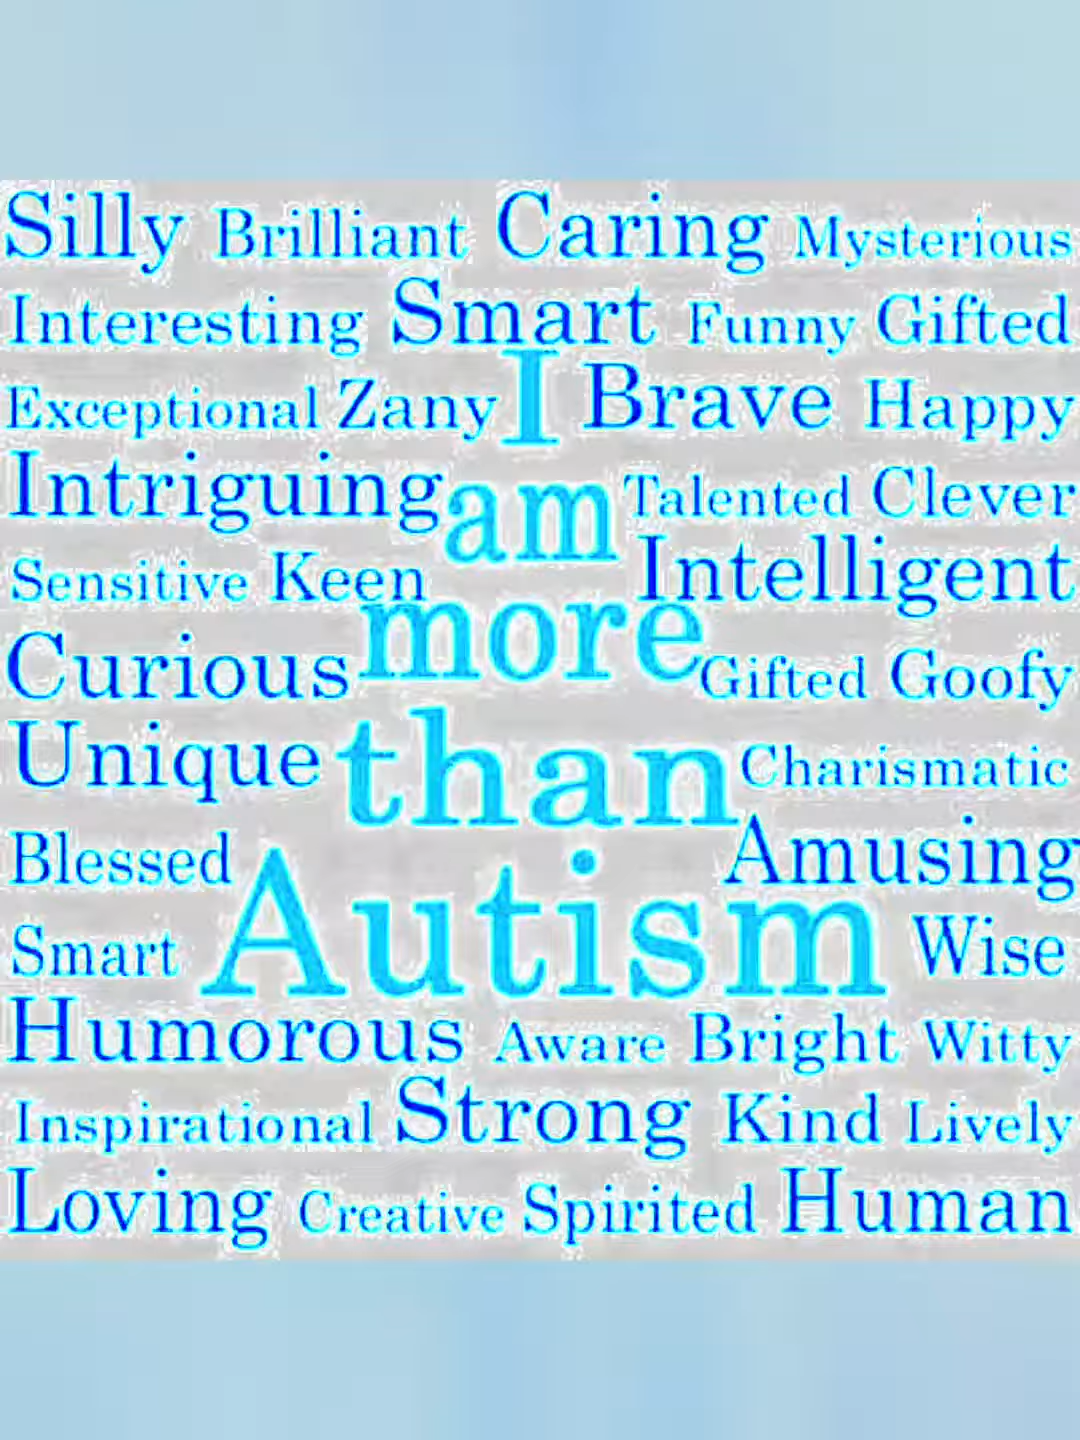 Silly Brilliant Caring Mysterious
Interesting Smart Funny Gifted
Exceptional Zany I Brave Happy
Intriguing am Talented Clever
Sensitive Keen Intelligent
more
Curious Gifted Goofy
Unique than Charismatic
Blessed Amusing
Smart Autism Wise
Humorous Aware Bright Witty
Inspirational Strong Kind Lively
Loving Creative Spirited Human